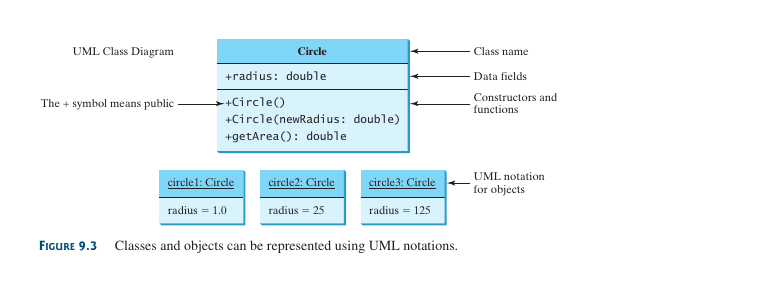 UML Class Diagram
Circle
Class name
+radius: double
Data fields
The + symbol means public
+Circle()
+Circle(newRadius: double)
+getArea(): double
Constructors and
functions
circle1: Circle
circle2: Circle
circle3: Circle
UML notation
for objects
radius = 1.0
radius = 25
radius = 125
FIGURE 9.3 Classes and objects can be represented using UML notations.